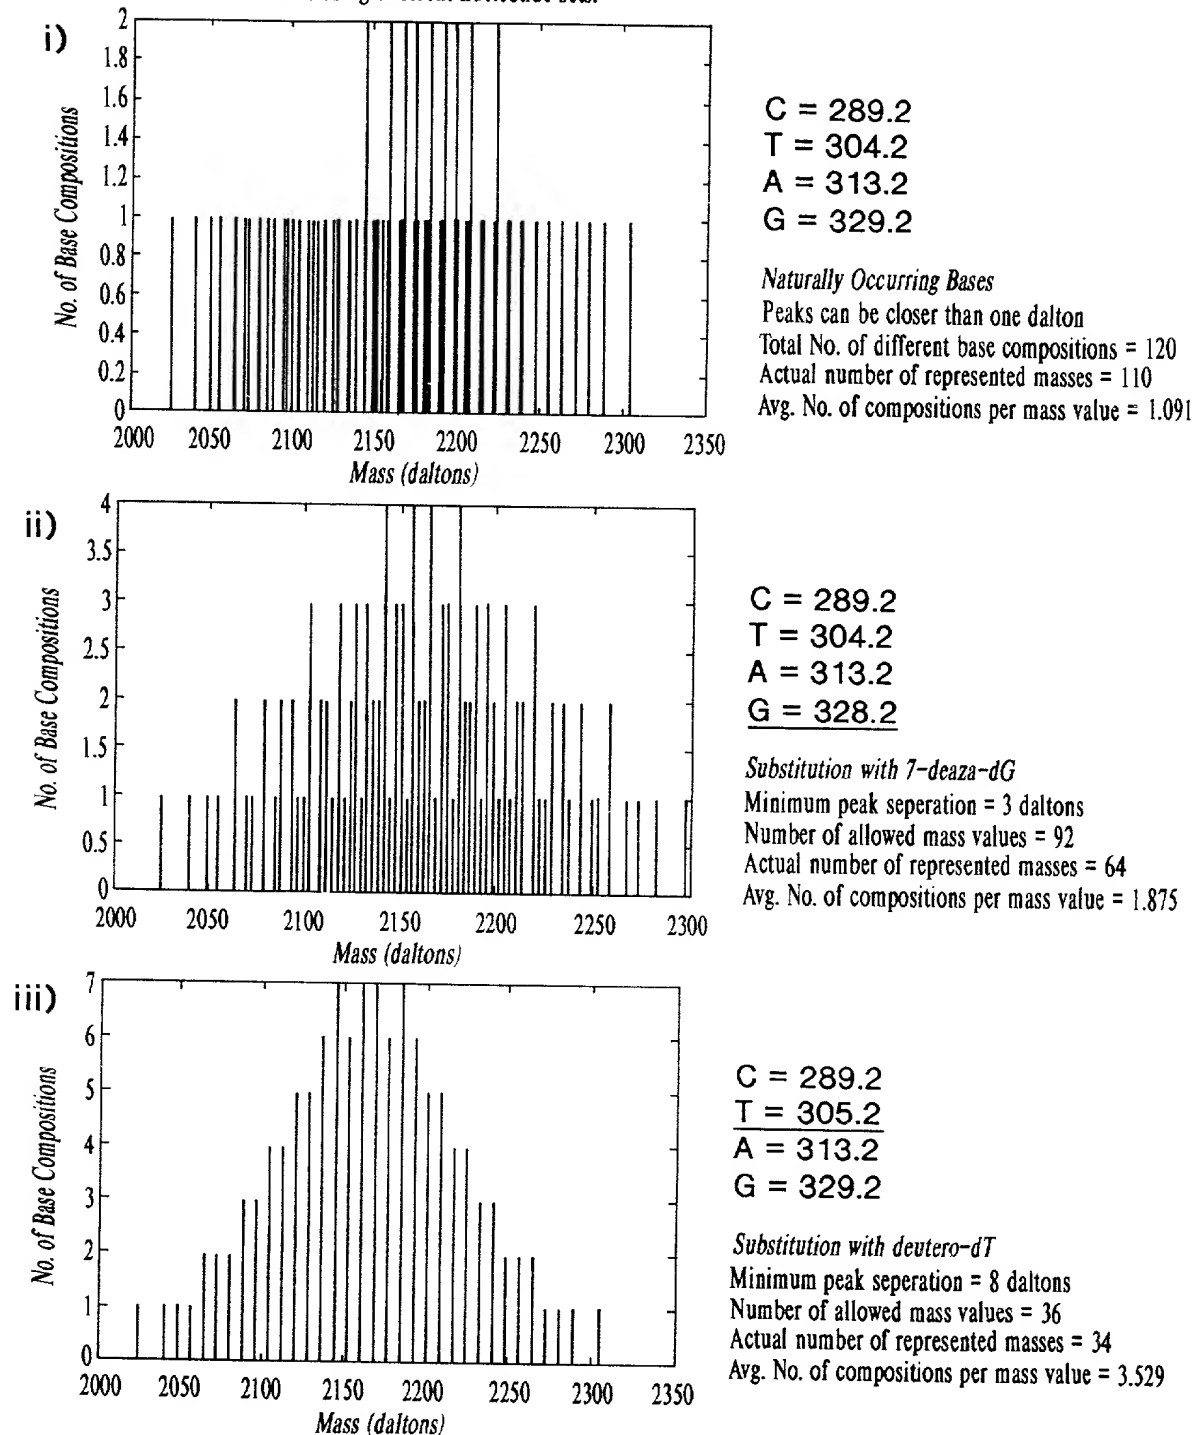 i)
No. of Base Compositions
2
1.8
1.6
1.4
1.2
1
0.8
0.6
0.4
0.2
0
2000 2050 2100 2150 2200 2250 2300 2350
Mass (daltons)
C = 289.2
T = 304.2
A = 313.2
G = 329.2
Naturally Occurring Bases
Peaks can be closer than one dalton
Total No. of different base compositions = 120
Actual number of represented masses = 110
Avg. No. of compositions per mass value = 1.091
ii)
No. of Base Compositions
4
3.5
3
2.5
2
1.5
1
0.5
0
2000 2050 2100 2150 2200 2250 2300
Mass (daltons)
C = 289.2
T = 304.2
A = 313.2
G = 328.2
Substitution with 7-deaza-dG
Minimum peak seperation = 3 daltons
Number of allowed mass values = 92
Actual number of represented masses = 64
Avg. No. of compositions per mass value = 1.875
iii)
No. of Base Compositions
7
6
5
4
3
2
1
0
2000 2050 2100 2150 2200 2250 2300 2350
Mass (daltons)
C = 289.2
T = 305.2
A = 313.2
G = 329.2
Substitution with deutero-dT
Minimum peak seperation = 8 daltons
Number of allowed mass values = 36
Actual number of represented masses = 34
Avg. No. of compositions per mass value = 3.529